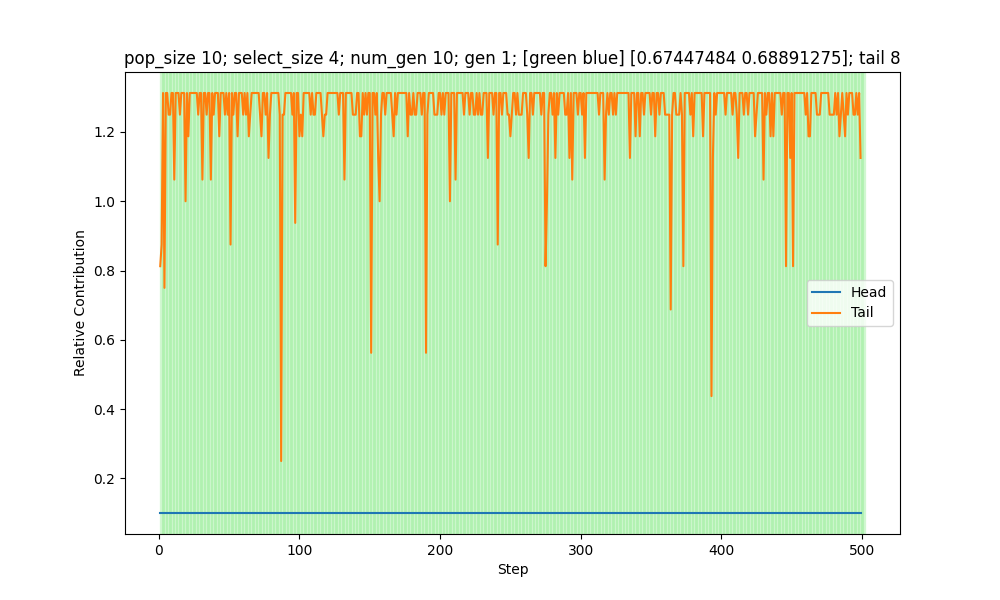 pop_size 10; select_size 4; num_gen 10; gen 1; [green blue] [0.67447484 0.68891275]; tail 8
Relative Contribution
1.2
1.0
0.8
0.6
0.4
0.2
Head
Tail
0 100 200 300 400 500
Step